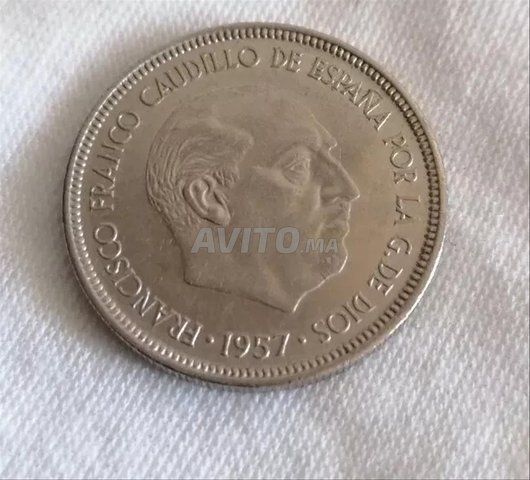 FRANCISCO FRANCO CAUDILLO DE ESPAÑA POR LA G.DE DIOS
· 1957 ·
AVITO.MA